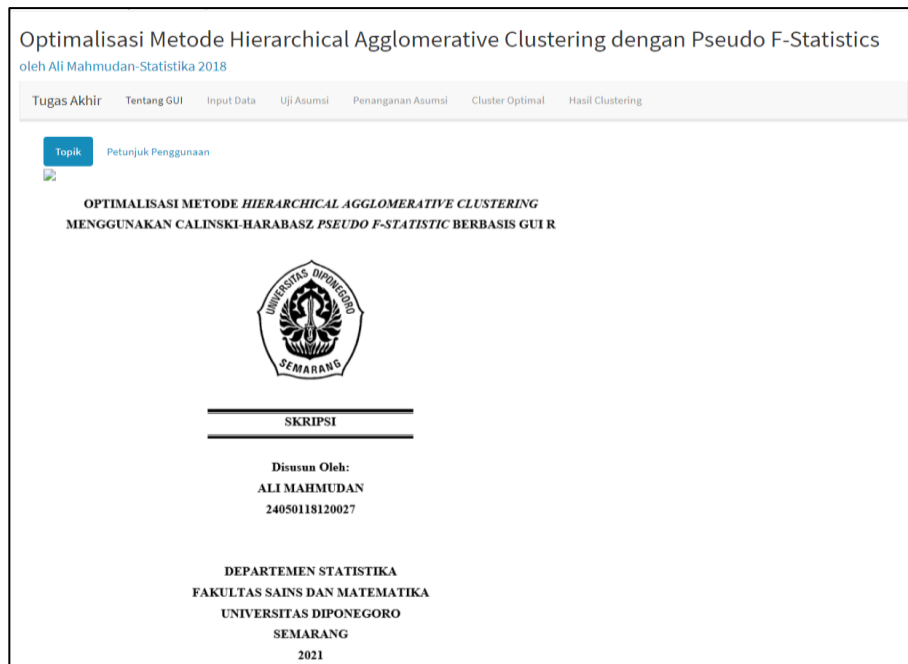 Optimalisasi Metode Hierarchical Agglomerative Clustering dengan Pseudo F-Statistics
oleh Ali Mahmudan-Statistika 2018
Tugas Akhir Tentang GUI Input Data Uji Asumsi Penanganan Asumsi Cluster Optimal Hasil Clustering
Topik Petunjuk Penggunaan
OPTIMALISASI METODE HIERARCHICAL AGGLOMERATIVE CLUSTERING
MENGGUNAKAN CALINSKI-HARABASZ PSEUDO F-STATISTIC BERBASIS GUI R
UNIVERSITAS DIPONEGORO
SEMARANG
SKRIPSI
Disusun Oleh:
ALI MAHMUDAN
24050118120027
DEPARTEMEN STATISTIKA
FAKULTAS SAINS DAN MATEMATIKA
UNIVERSITAS DIPONEGORO
SEMARANG
2021